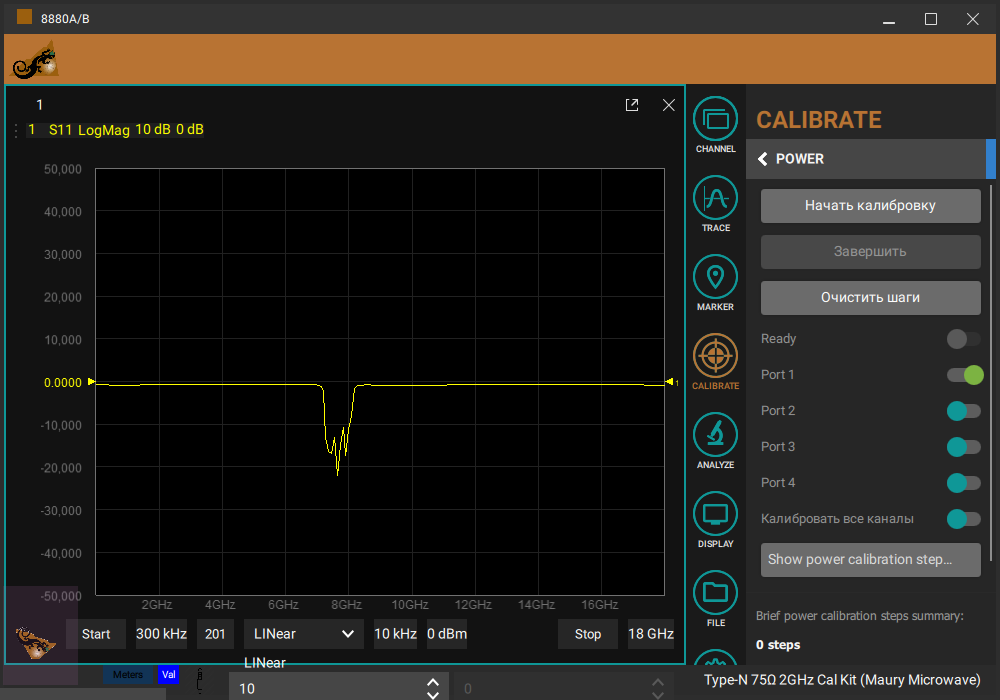 8880A/B
1
1 S11 LogMag 10 dB 0 dB
50,000
40,000
30,000
20,000
10,000
0.0000
-10,000
-20,000
-30,000
-40,000
-50,000
1
2GHz 4GHz 6GHz 8GHz 10GHz 12GHz 14GHz 16GHz
Start 300 kHz 201 LINear 10 kHz 0 dBm Stop 18 GHz
LINear
Meters Val
10 0
CHANNEL
TRACE
MARKER
CALIBRATE
ANALYZE
DISPLAY
FILE
CALIBRATE
POWER
Начать калибровку
Завершить
Очистить шаги
Ready
Port 1
Port 2
Port 3
Port 4
Калибровать все каналы
Show power calibration step...
Brief power calibration steps summary:
0 steps
Type-N 75Ω 2GHz Cal Kit (Maury Microwave)